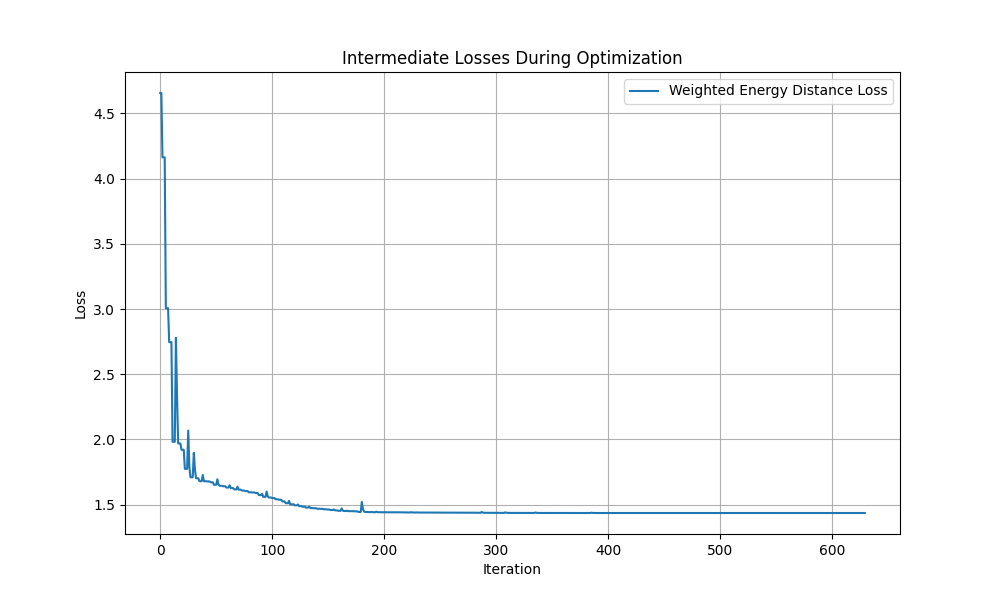 Intermediate Losses During Optimization
Weighted Energy Distance Loss
4.5
4.0
3.5
3.0
2.5
2.0
1.5
Loss
0 100 200 300 400 500 600
Iteration